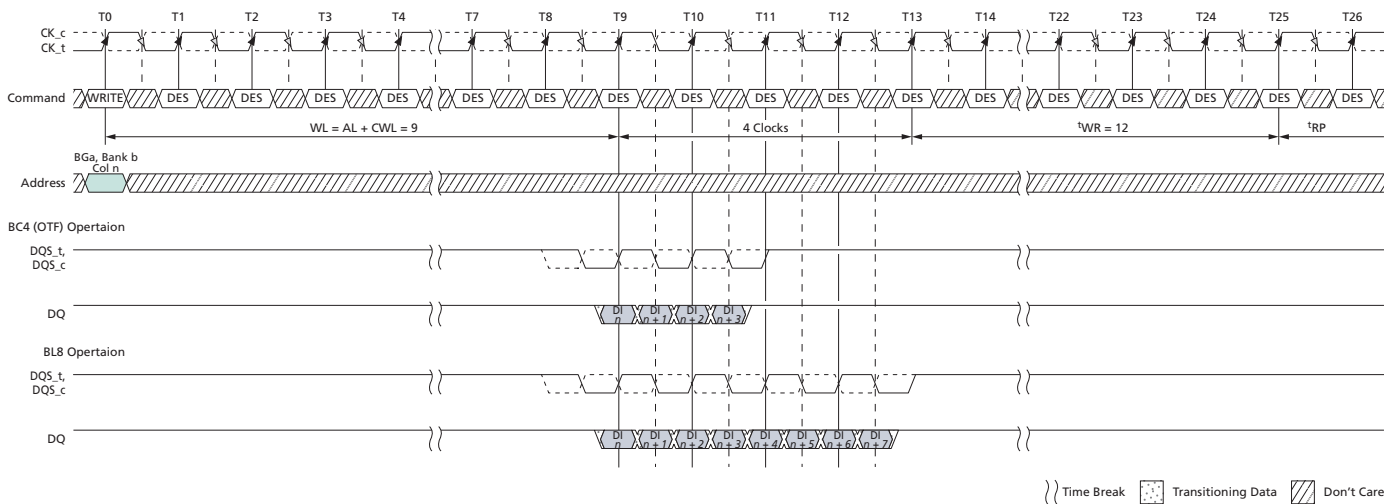 T0 T1 T2 T3 T4 T7 T8 T9 T10 T11 T12 T13 T14 T22 T23 T24 T25 T26
CK_c
CK_t
Command WRITE DES DES DES DES DES DES DES DES DES DES DES DES DES DES DES DES DES
WL = AL + CWL = 9 4 Clocks tWR = 12 tRP
BGa, Bank b
Col n
Address
BC4 (OTF) Opertaion
DQS_t,
DQS_c
DQ DI n DI n + 1 DI n + 2 DI n + 3
BL8 Opertaion
DQS_t,
DQS_c
DQ DI n DI n + 1 DI n + 2 DI n + 3 DI n + 4 DI n + 5 DI n + 6 DI n + 7
Time Break Transitioning Data Don't Care